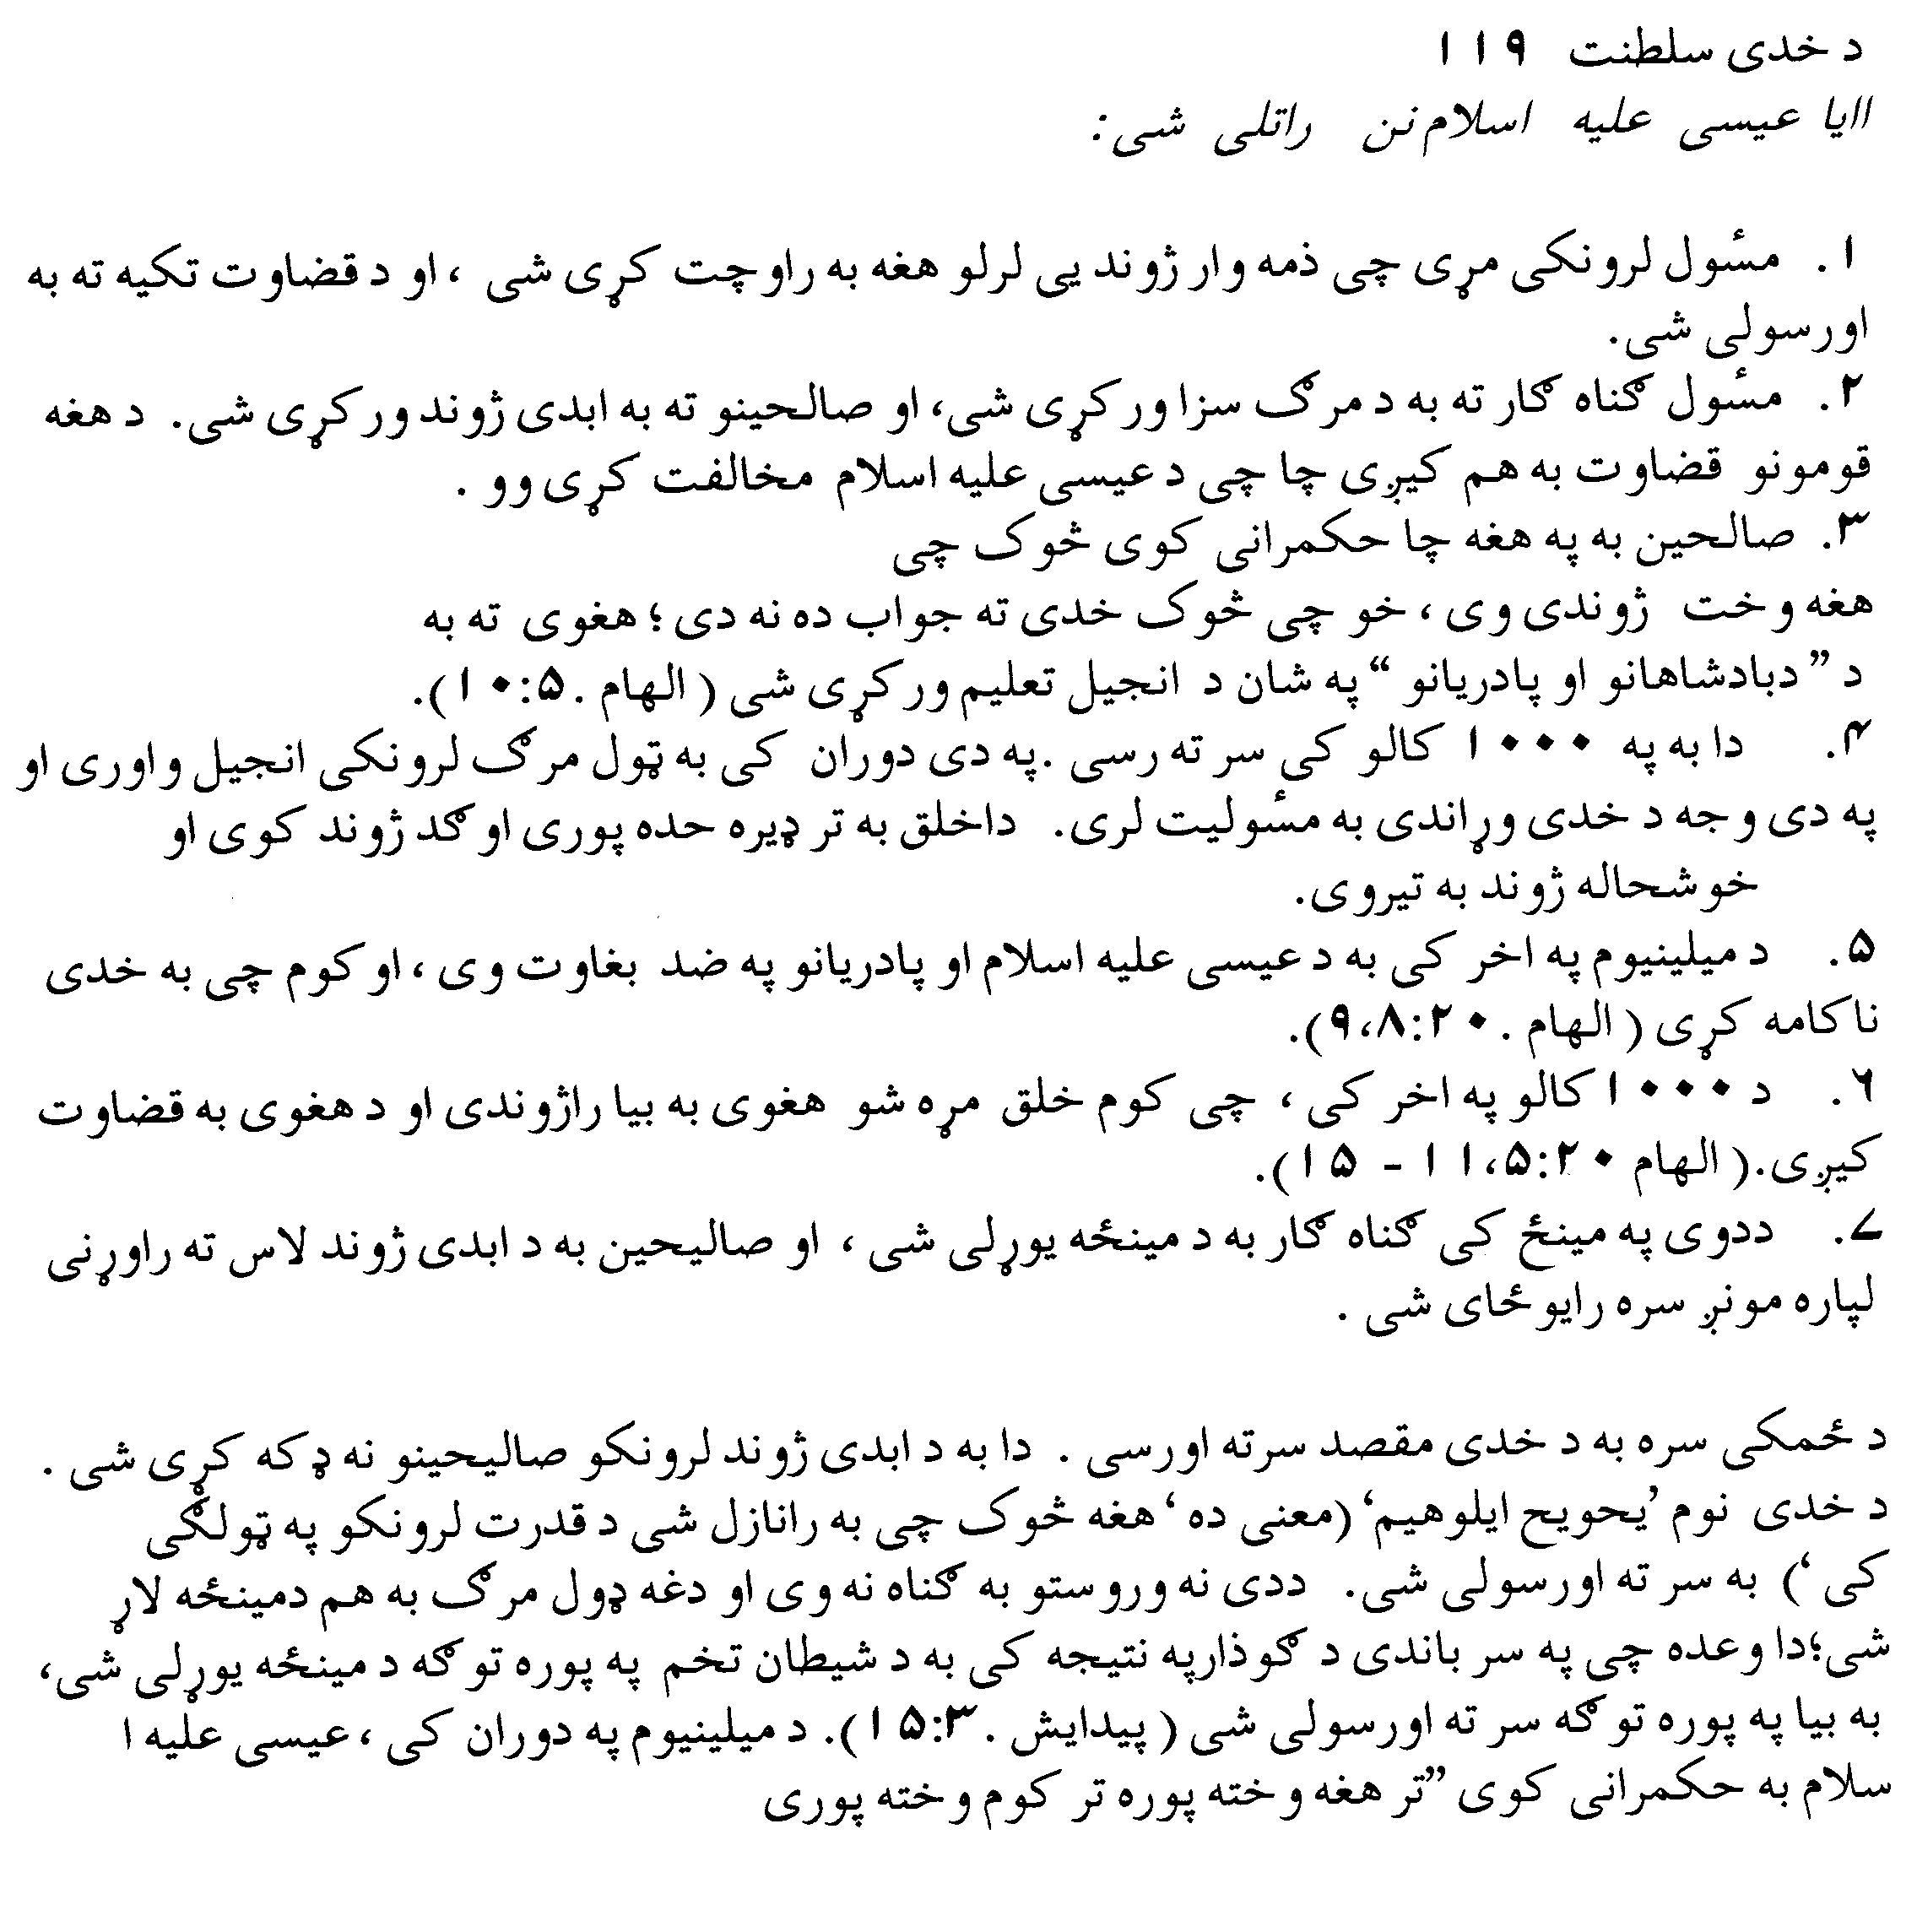 د خدی سلطنت ۱۱۹
اایا عیسی علیه اسلام نن راتلی شی:
۱. مسٔول لرونکی مړی چی ذمه وار ژوند یی لرلو هغه به راوچت کړی شی ، او د قضاوت تکیه ته به
اورسولی شی.
۲. مسٔول ګناه ګار ته به د مرګ سزا ورکړی شی، او صالحینو ته به ابدی ژوند ورکړی شی. د هغه
قومونو قضاوت به هم کیږی چا چی د عیسی علیه اسلام مخالفت کړی وو .
۳. صالحین به په هغه چا حکمرانی کوی څوک چی
هغه وخت ژوندی وی ، خو چی څوک خدی ته جواب ده نه دی ؛ هغوی ته به
د ” دبادشاهانو او پادریانو “ په شان د انجیل تعلیم ورکړی شی ( الهام .۱۰:۵).
۴. دا به په ۱۰۰۰ کالو کی سر ته رسی .په دی دوران کی به ټول مرګ لرونکی انجیل واوری او
په دی وجه د خدی وړاندی به مسٔولیت لری. داخلق به تر ډیره حده پوری اوګد ژوند کوی او
خوشحاله ژوند به تیروی.
۵. د میلینیوم په اخر کی به د عیسی علیه اسلام او پادریانو په ضد بغاوت وی ، او کوم چی به خدی
ناکامه کړی ( الهام .۹،۸:۲۰).
۶. د ۱۰۰۰ کالو په اخر کی ، چی کوم خلق مړه شو هغوی به بیا راژوندی او د هغوی به قضاوت
کیږی.( الهام ۱۱،۵:۲۰ - ۱۵).
۷. ددوی په مینځ کی ګناه ګار به د مینځه یوړلی شی ، او صالیحین به د ابدی ژوند لاس ته راوړنی
لپاره مونږ سره رایوځای شی .
د ځمکی سره به د خدی مقصد سرته اورسی . دا به د ابدی ژوند لرونکو صالیحینو نه ډکه کړی شی .
د خدی نوم ’یحویح ایلوهیم‘ (معنی ده ‘ هغه څوک چی به رانازل شی د قدرت لرونکو په ټولګی
کی ‘) به سر ته اورسولی شی. ددی نه وروستو به ګناه نه وی او دغه ډول مرګ به هم دمینځه لاړ
شی؛دا وعده چی په سر باندی د ګوذارپه نتیجه کی به د شیطان تخم په پوره توګه د مینځه یوړلی شی،
به بیا په پوره توګه سر ته اورسولی شی ( پیدایش .۱۵:۳). د میلینیوم په دوران کی ، عیسی علیه ا
سلام به حکمرانی کوی ”تر هغه وخته پوره تر کوم وخته پوری